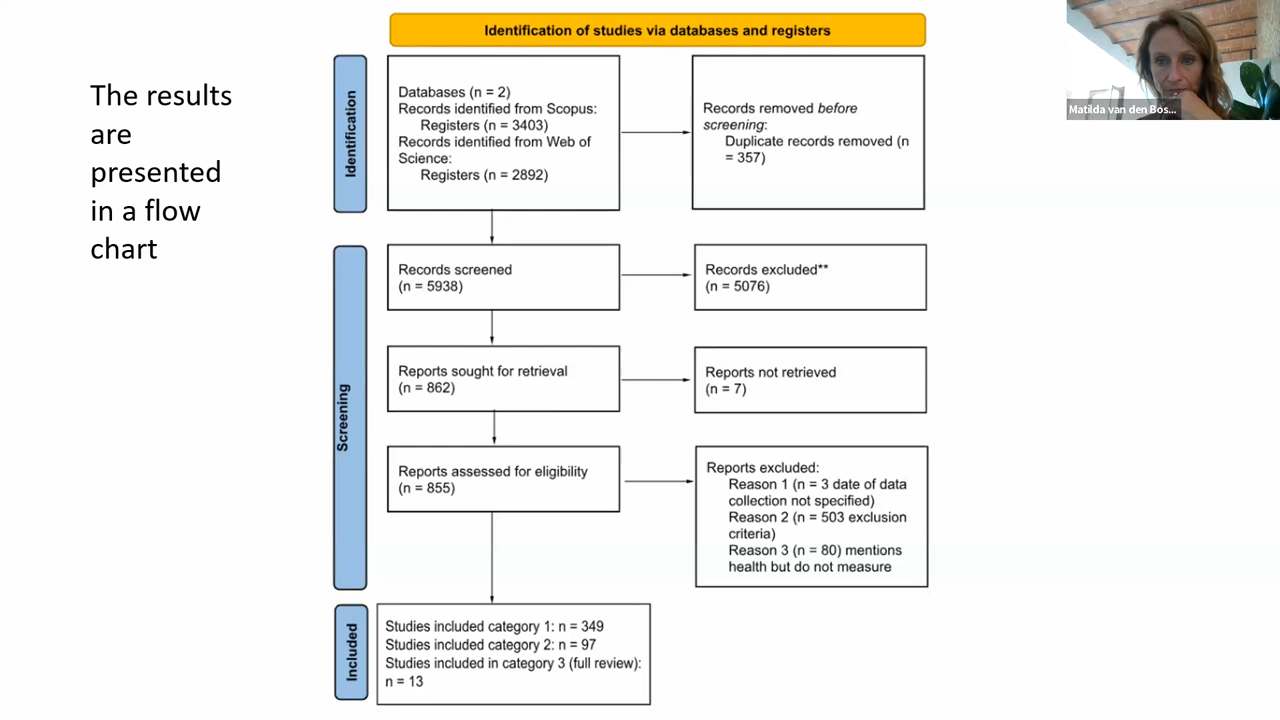 Identification of studies via databases and registers
The results
are
presented
in a flow
chart
Identification
Databases (n = 2)
Records identified from Scopus:
Registers (n = 3403)
Records identified from Web of
Science:
Registers (n = 2892)
Records removed before
screening:
Duplicate records removed (n
= 357)
Screening
Records screened
(n = 5938)
Records excluded**
(n = 5076)
Reports sought for retrieval
(n = 862)
Reports not retrieved
(n = 7)
Reports assessed for eligibility
(n = 855)
Reports excluded:
Reason 1 (n = 3 date of data
collection not specified)
Reason 2 (n = 503 exclusion
criteria)
Reason 3 (n = 80) mentions
health but do not measure
Included
Studies included category 1: n = 349
Studies included category 2: n = 97
Studies included in category 3 (full review):
n = 13
Matilda van den Bos...